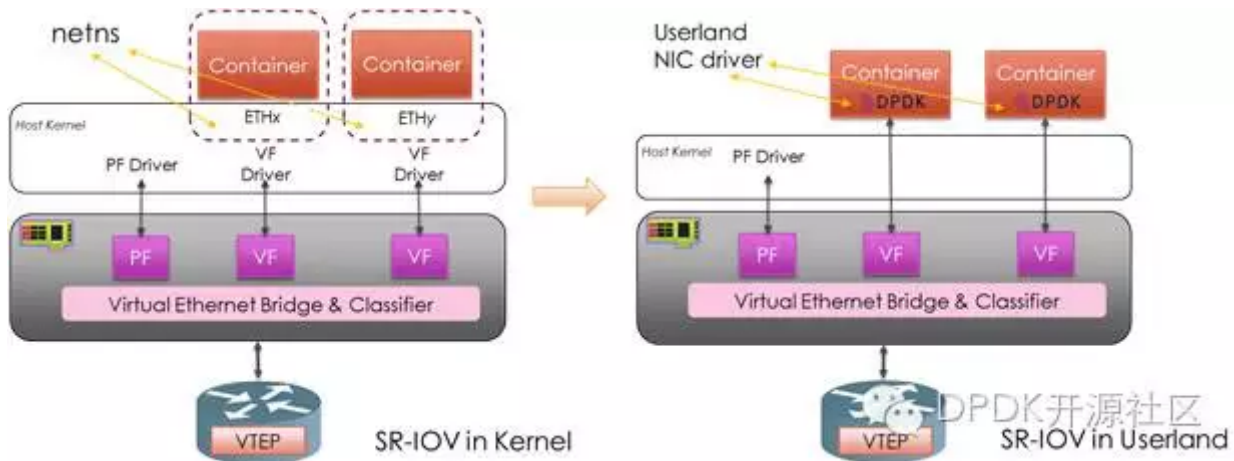 netns
Container
Container
Host Kernel
ETHx
ETHy
PF Driver
VF
Driver
VF
Driver
PF
VF
VF
Virtual Ethernet Bridge & Classifier
VTEP
SR-IOV in Kernel
Userland
NIC driver
Container
DPDK
Container
DPDK
Host Kernel
PF Driver
PF
VF
VF
Virtual Ethernet Bridge & Classifier
DPDK开源社区
VTEP
SR-IOV in Userland